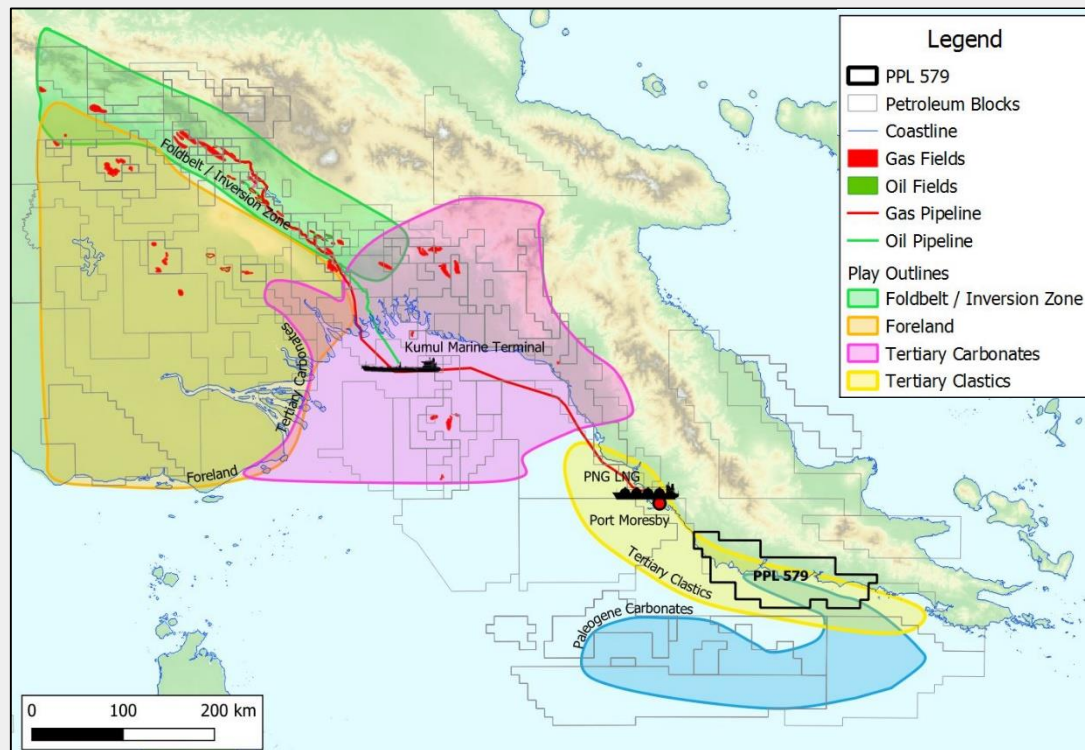 Legend
PPL 579
Petroleum Blocks
Coastline
Gas Fields
Oil Fields
Gas Pipeline
Oil Pipeline
Play Outlines
Foldbelt / Inversion Zone
Foreland
Tertiary Carbonates
Tertiary Clastics
Foldbelt / Inversion Zone
Kumul Marine Terminal
Tertiary Carbonates
Foreland
PNG LNG
Port Moresby
Tertiary Clastics
PPL 579
Paleogene Carbonates
0 100 200 km